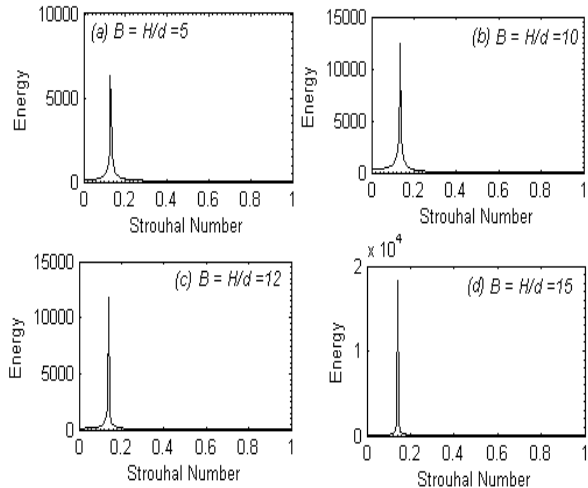 (a) B = H/d =5
10000
5000
0
Energy
0 0.2 0.4 0.6 0.8 1
Strouhal Number
(b) B = H/d =10
15000
10000
5000
0
Energy
0 0.2 0.4 0.6 0.8 1
Strouhal Number
(c) B = H/d =12
15000
10000
5000
0
Energy
0 0.2 0.4 0.6 0.8 1
Strouhal Number
x 10^4
(d) B = H/d =15
2
1
0
Energy
0 0.2 0.4 0.6 0.8 1
Strouhal Number